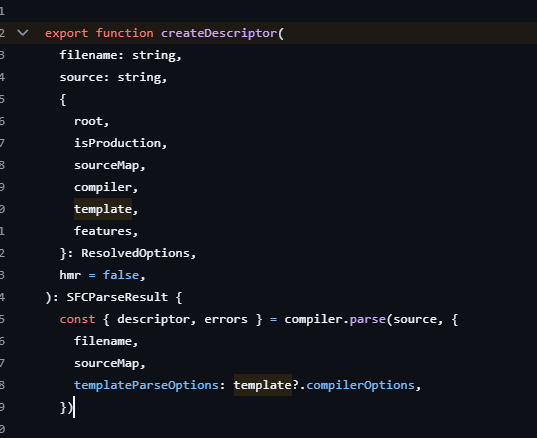 1
2 export function createDescriptor(
3 filename: string,
4 source: string,
5 {
6 root,
7 isProduction,
8 sourceMap,
9 compiler,
0 template,
1 features,
2 }: ResolvedOptions,
3 hmr = false,
4 ): SFCParseResult {
5 const { descriptor, errors } = compiler.parse(source, {
6 filename,
7 sourceMap,
8 templateParseOptions: template?.compilerOptions,
9 })
0